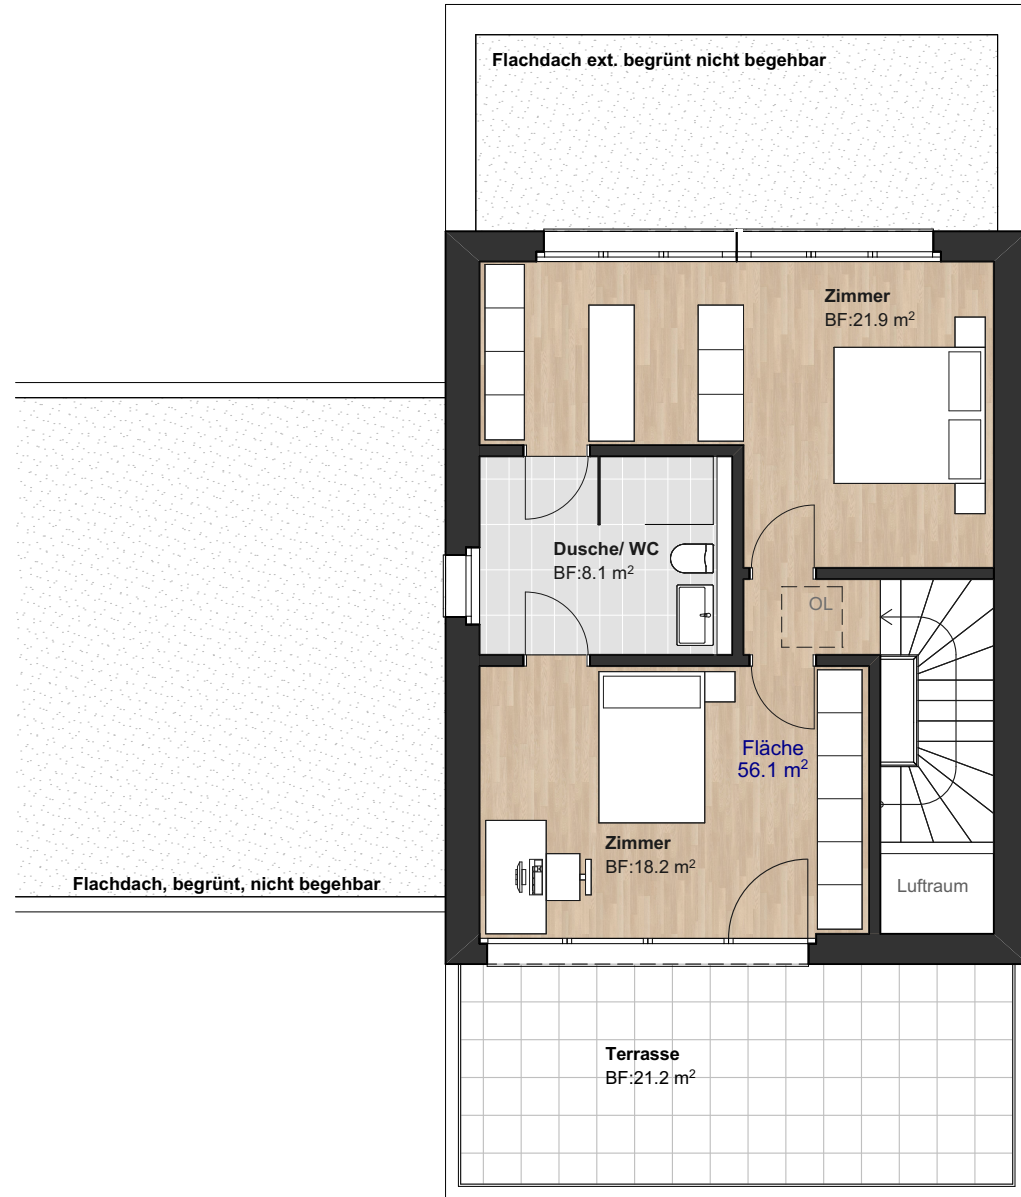 Flachdach ext. begrünt nicht begehbar
Zimmer
BF:21.9 m²
Dusche/ WC
BF:8.1 m²
OL
Fläche
56.1 m²
Zimmer
BF:18.2 m²
Flachdach, begrünt, nicht begehbar
Luftraum
Terrasse
BF:21.2 m²